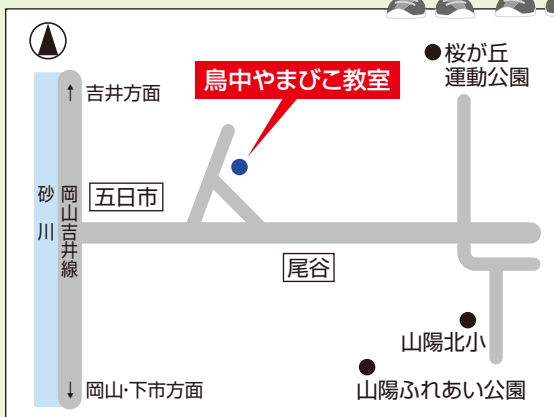 桜が丘
運動公園
↑ 吉井方面
鳥中やまびこ教室
五日市
砂川
岡山吉井線
尾谷
山陽北小
↓ 岡山・下市方面
山陽ふれあい公園